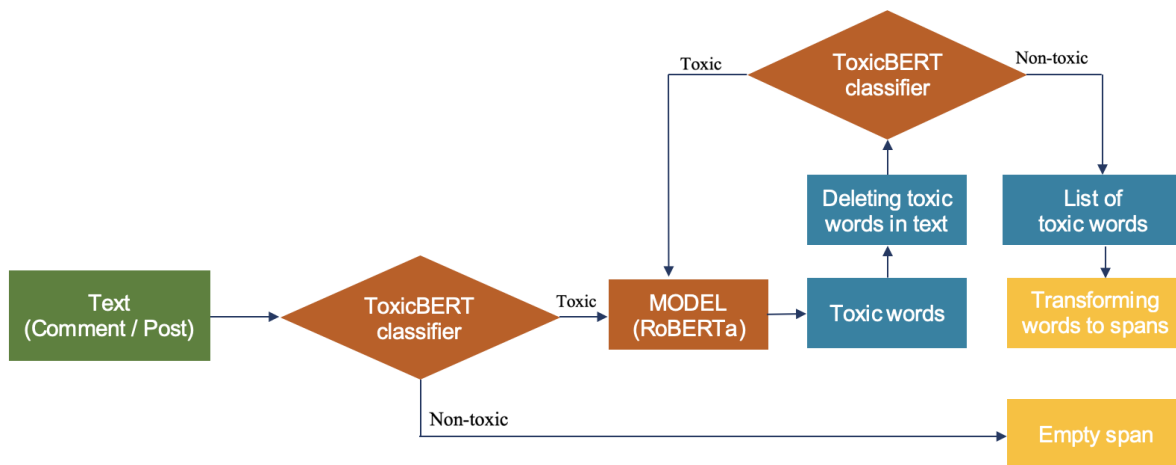 ToxicBERT
classifier
Toxic
Non-toxic
Deleting toxic
words in text
List of
toxic words
Text
(Comment / Post)
ToxicBERT
classifier
Toxic
MODEL
(RoBERTa)
Toxic words
Transforming
words to spans
Non-toxic
Empty span